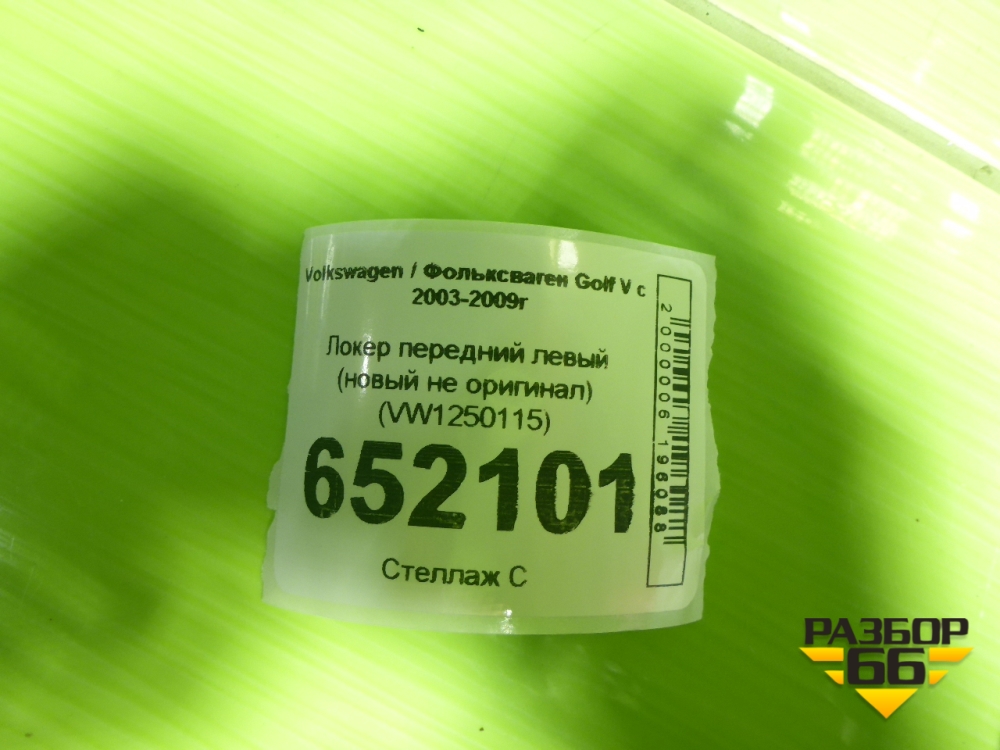 Volkswagen / Фольксваген Golf V с
2003-2009г
Локер передний левый
(новый не оригинал)
(VW1250115)
652101
Стеллаж С
2000006196088
РАЗБОР
66